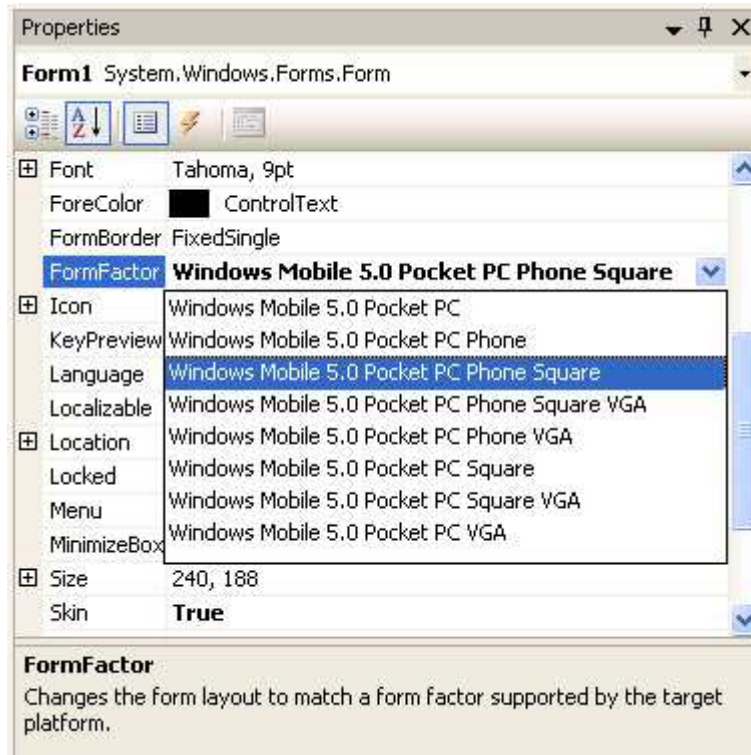 Properties
Form1 System.Windows.Forms.Form
A
Z
Font Tahoma, 9pt
ForeColor ControlText
FormBorder FixedSingle
FormFactor Windows Mobile 5.0 Pocket PC Phone Square
Icon Windows Mobile 5.0 Pocket PC
KeyPreview Windows Mobile 5.0 Pocket PC Phone
Language Windows Mobile 5.0 Pocket PC Phone Square
Localizable Windows Mobile 5.0 Pocket PC Phone Square VGA
Location Windows Mobile 5.0 Pocket PC Phone VGA
Locked Windows Mobile 5.0 Pocket PC Square
Menu Windows Mobile 5.0 Pocket PC Square VGA
MinimizeBox Windows Mobile 5.0 Pocket PC VGA
Size 240, 188
Skin True
FormFactor
Changes the form layout to match a form factor supported by the target
platform.